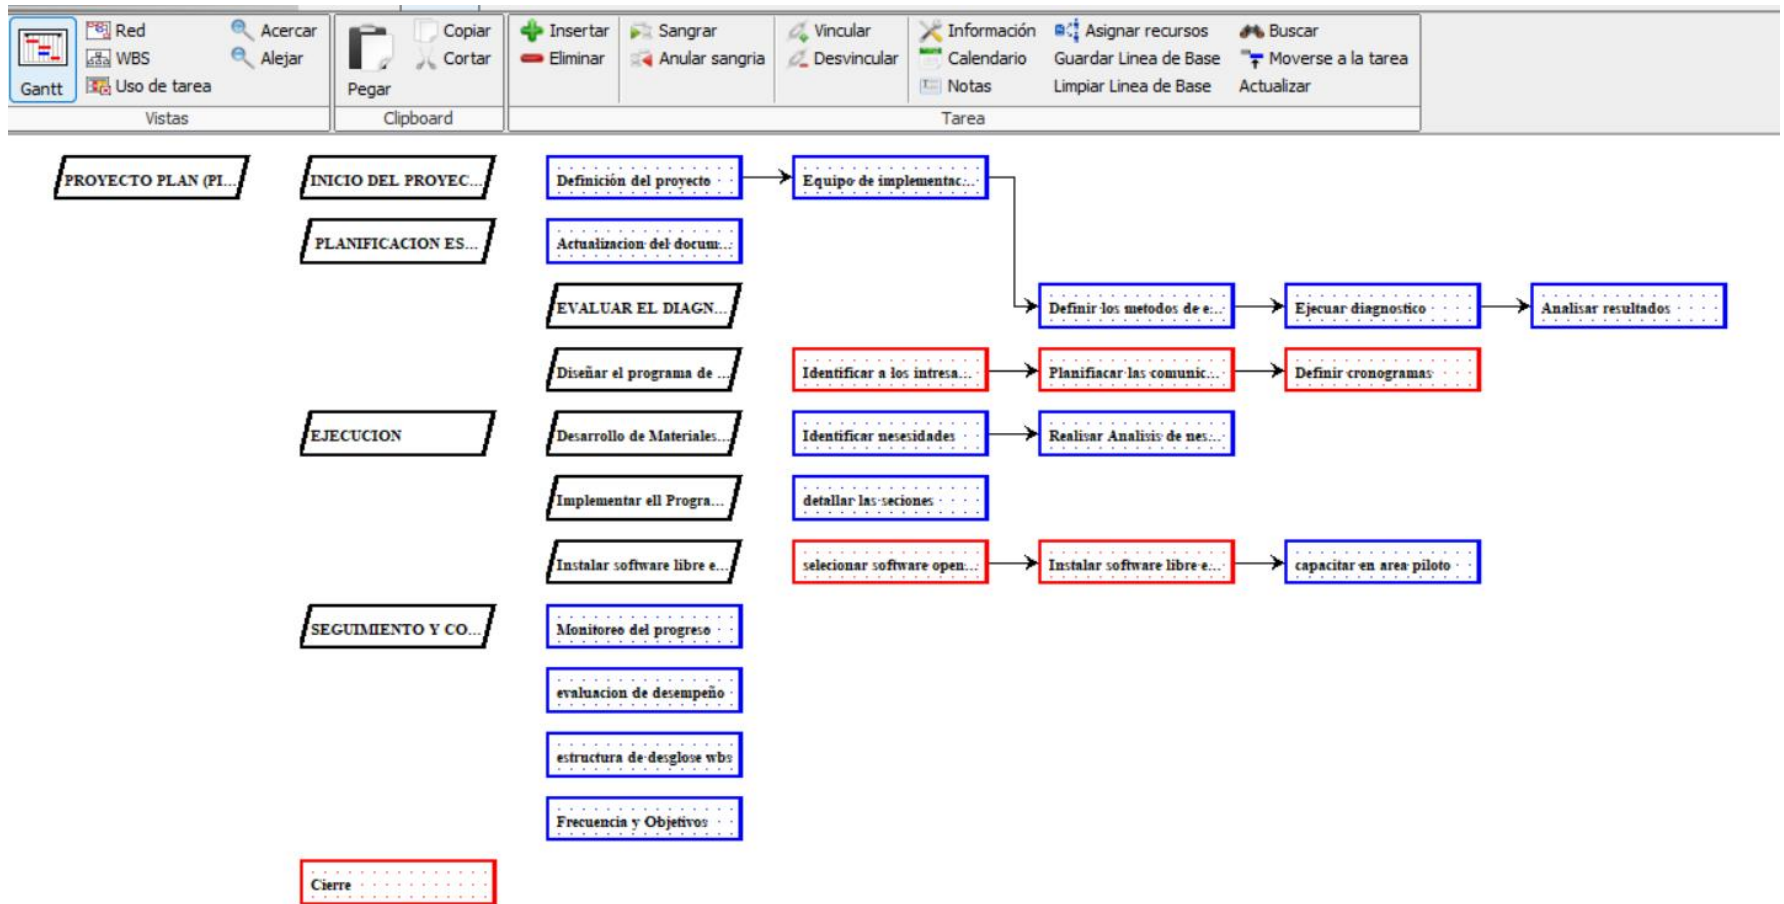 Gantt
Red
WBS
Uso de tarea
Acercar
Alejar
Vistas
Pegar
Copiar
Cortar
Clipboard
Insertar
Eliminar
Sangrar
Anular sangria
Vincular
Desvincular
Información
Calendario
Notas
Asignar recursos
Guardar Linea de Base
Limpiar Linea de Base
Buscar
Moverse a la tarea
Actualizar
Tarea
PROYECTO PLAN (PI...
INICIO DEL PROYEC...
Definición del proyecto
Equipo de implementac...
PLANIFICACION ES...
Actualizacion del docum...
EVALUAR EL DIAGN...
Definir los metodos de e...
Ejecuar diagnostico
Analisar resultados
Diseñar el programa de ...
Identificar a los intresa...
Planifiacar las comunic...
Definir cronogramas
EJECUCION
Desarrollo de Materiales...
Identificar nesesidades
Realisar Analisis de nes...
Implementar ell Progra...
detallar las seciones
Instalar software libre e...
selecionar software open...
Instalar software libre e...
capacitar en area piloto
SEGUIMIENTO Y CO...
Monitoreo del progreso
evaluacion de desempeño
estructura de desglose wbs
Frecuencia y Objetivos
Cierre